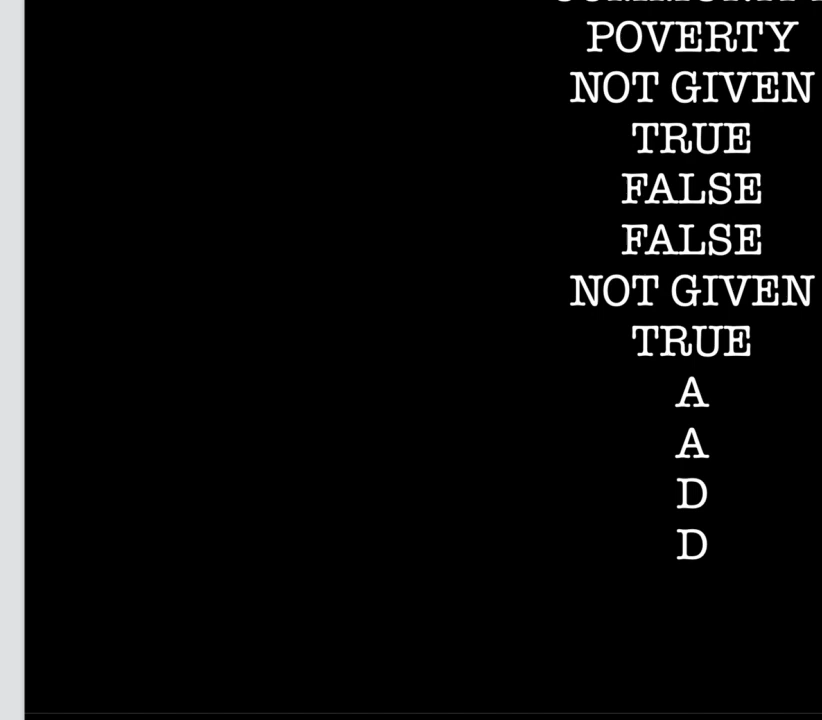 POVERTY
NOT GIVEN
TRUE
FALSE
FALSE
NOT GIVEN
TRUE
A
A
D
D